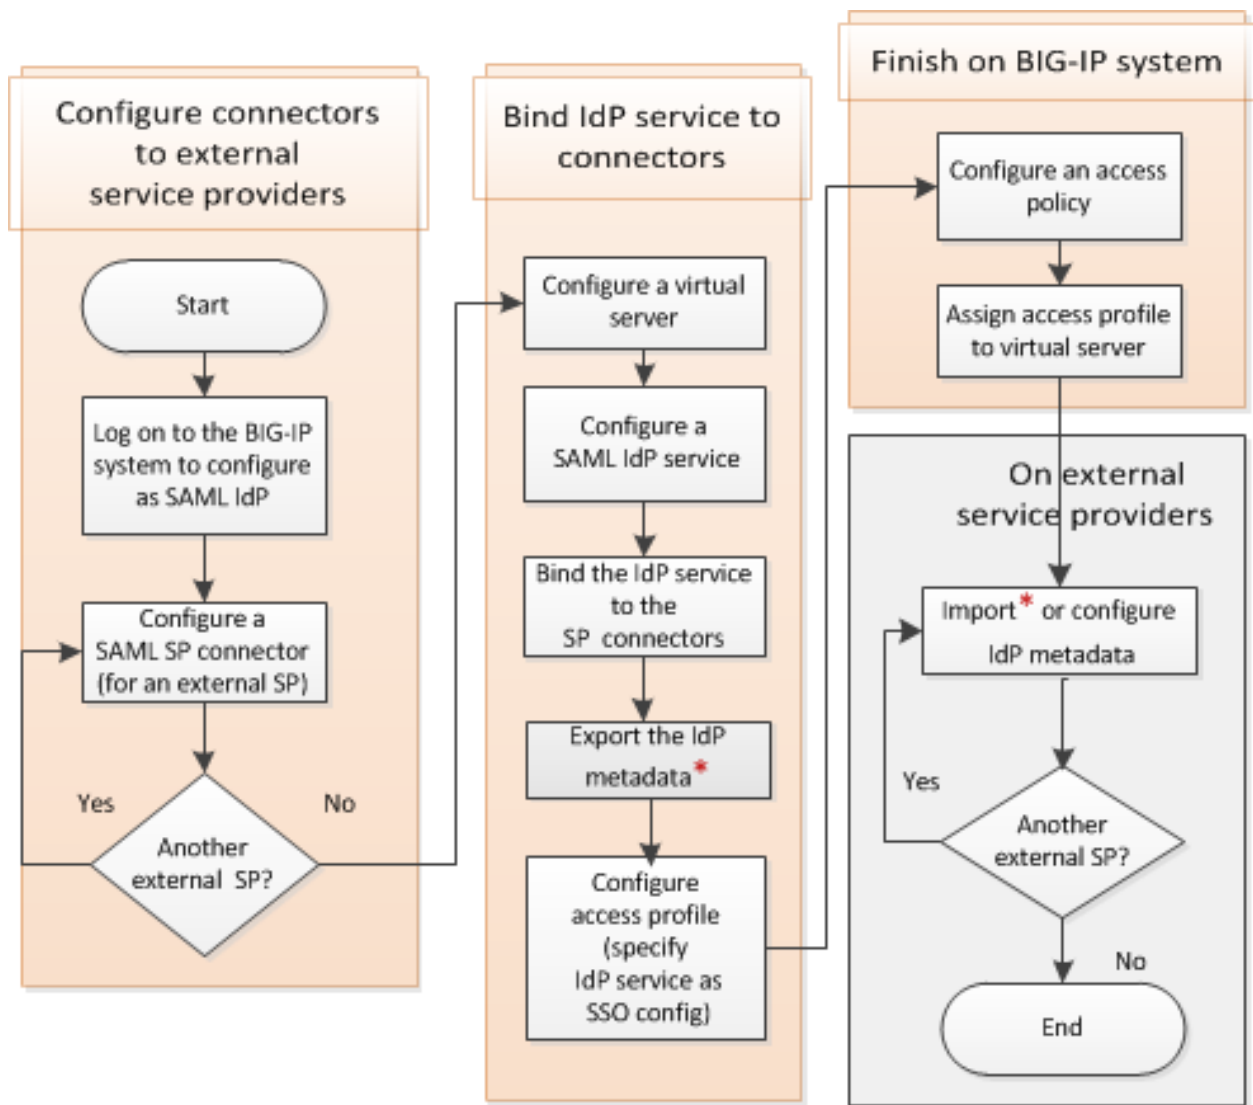 Configure connectors
to external
service providers
Start
Log on to the BIG-IP
system to configure
as SAML IdP
Configure a
SAML SP connector
(for an external SP)
Yes
No
Another
external SP?
Bind IdP service to
connectors
Configure a virtual
server
Configure a
SAML IdP service
Bind the IdP service
to the
SP connectors
Export the IdP
metadata*
Configure
access profile
(specify
IdP service as
SSO config)
Finish on BIG-IP system
Configure an access
policy
Assign access profile
to virtual server
On external
service providers
Import* or configure
IdP metadata
Yes
Another
external SP?
No
End